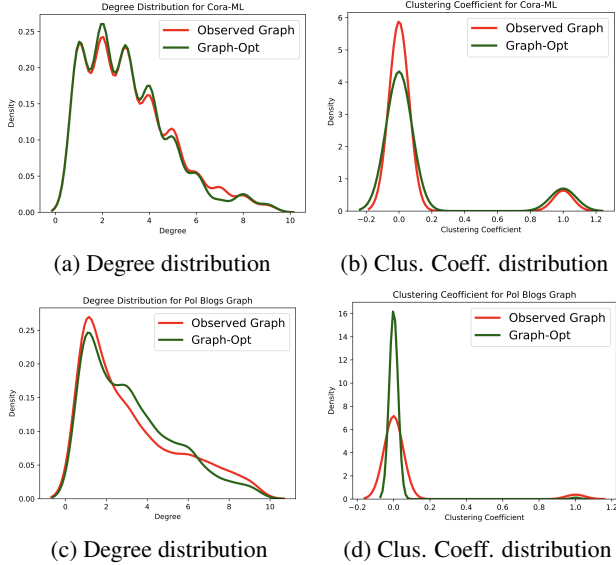 Degree Distribution for Cora-ML
Observed Graph
Graph-Opt
Density
0.25
0.20
0.15
0.10
0.05
0.00
0 2 4 6 8 10
Degree
(a) Degree distribution
Clustering Coefficient for Cora-ML
Observed Graph
Graph-Opt
Density
6
5
4
3
2
1
0
−0.2 0.0 0.2 0.4 0.6 0.8 1.0 1.2
Clustering Coefficient
(b) Clus. Coeff. distribution
Degree Distribution for Pol Blogs Graph
Observed Graph
Graph-Opt
Density
0.25
0.20
0.15
0.10
0.05
0.00
0 2 4 6 8 10
Degree
(c) Degree distribution
Clustering Ceofficient for Pol Blogs Graph
Observed Graph
Graph-Opt
Density
16
14
12
10
8
6
4
2
0
−0.2 0.0 0.2 0.4 0.6 0.8 1.0 1.2
Clustering Coefficient
(d) Clus. Coeff. distribution